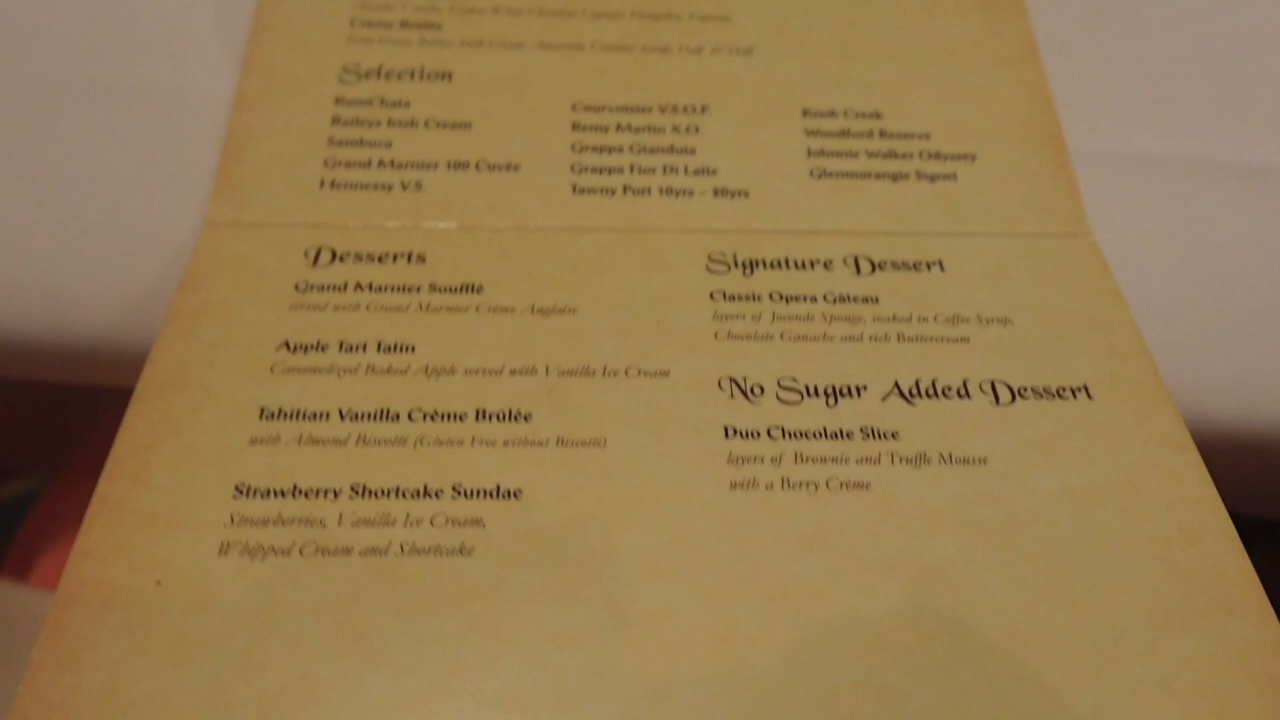 Crème Brûlée
Selection
RumChata
Baileys Irish Cream
Sambuca
Grand Marnier 100 Cuvée
Hennessy V.S.
Courvoisier V.S.O.P.
Remy Martin X.O.
Grappa Gianduia
Grappa Fior Di Latte
Tawny Port 10yrs -
Knob Creek
Woodford Reserve
Johnnie Walker Odyssey
Glenmorangie Signet
Desserts
Grand Marnier Soufflé
served with Grand Marnier Crème Anglaise
Apple Tart Tatin
Caramelized Baked Apple served with Vanilla Ice Cream
Tahitian Vanilla Crème Brûlée
with Almond Biscotti (Gluten Free without Biscotti)
Strawberry Shortcake Sundae
Strawberries, Vanilla Ice Cream,
Whipped Cream and Shortcake
Signature Dessert
Classic Opera Gâteau
layers of Joconde Sponge, soaked in Coffee Syrup,
Chocolate Ganache and rich Buttercream
No Sugar Added Dessert
Duo Chocolate Slice
layers of Brownie and Truffle Mousse
with a Berry Crème